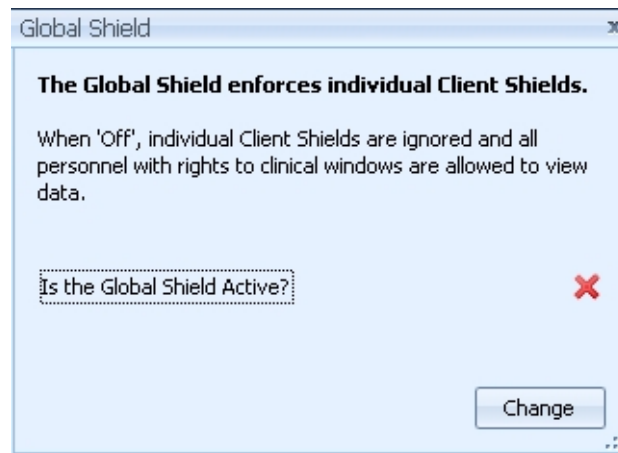 Global Shield
The Global Shield enforces individual Client Shields.
When 'Off', individual Client Shields are ignored and all
personnel with rights to clinical windows are allowed to view
data.
Is the Global Shield Active?
Change